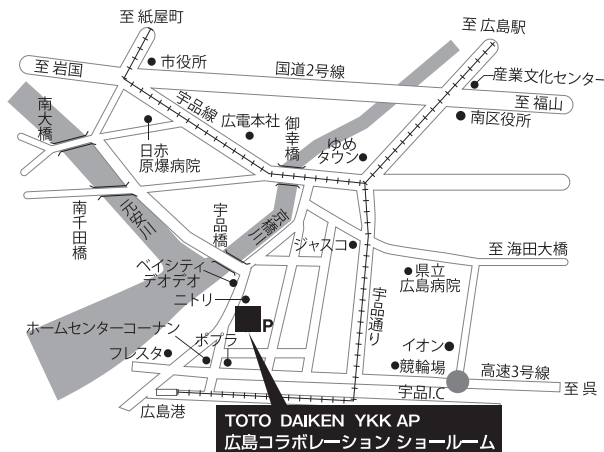 至 紙屋町
至 広島駅
市役所
至 岩国
国道2号線
産業文化センター
至 福山
南区役所
宇品線
広電本社
御幸橋
ゆめ
タウン
南大橋
日赤
原爆病院
南千田橋
元安川
宇品橋
京橋川
ジャスコ
至 海田大橋
ベイシティ
デオデオ
県立
広島病院
ニトリ
P
宇品通り
ホームセンターコーナン
ポプラ
フレスタ
イオン
競輪場
高速3号線
宇品I.C
至 呉
広島港
TOTO DAIKEN YKK AP
広島コラボレーション ショールーム